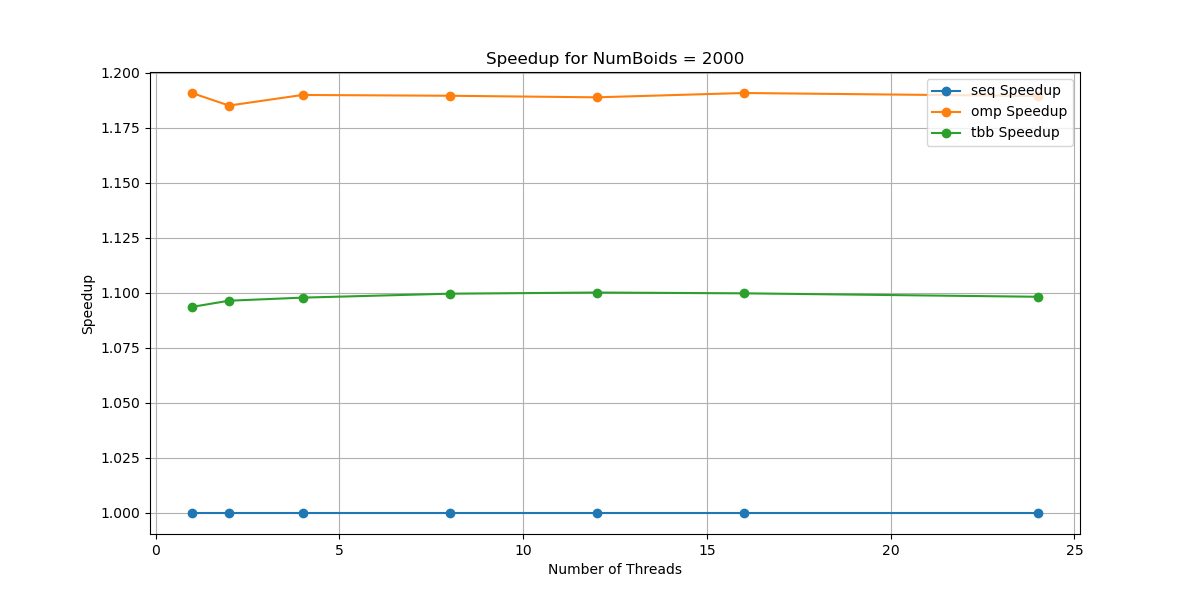 Speedup for NumBoids = 2000
seq Speedup
omp Speedup
tbb Speedup
1.200
1.175
1.150
1.125
1.100
1.075
1.050
1.025
1.000
Speedup
0 5 10 15 20 25
Number of Threads